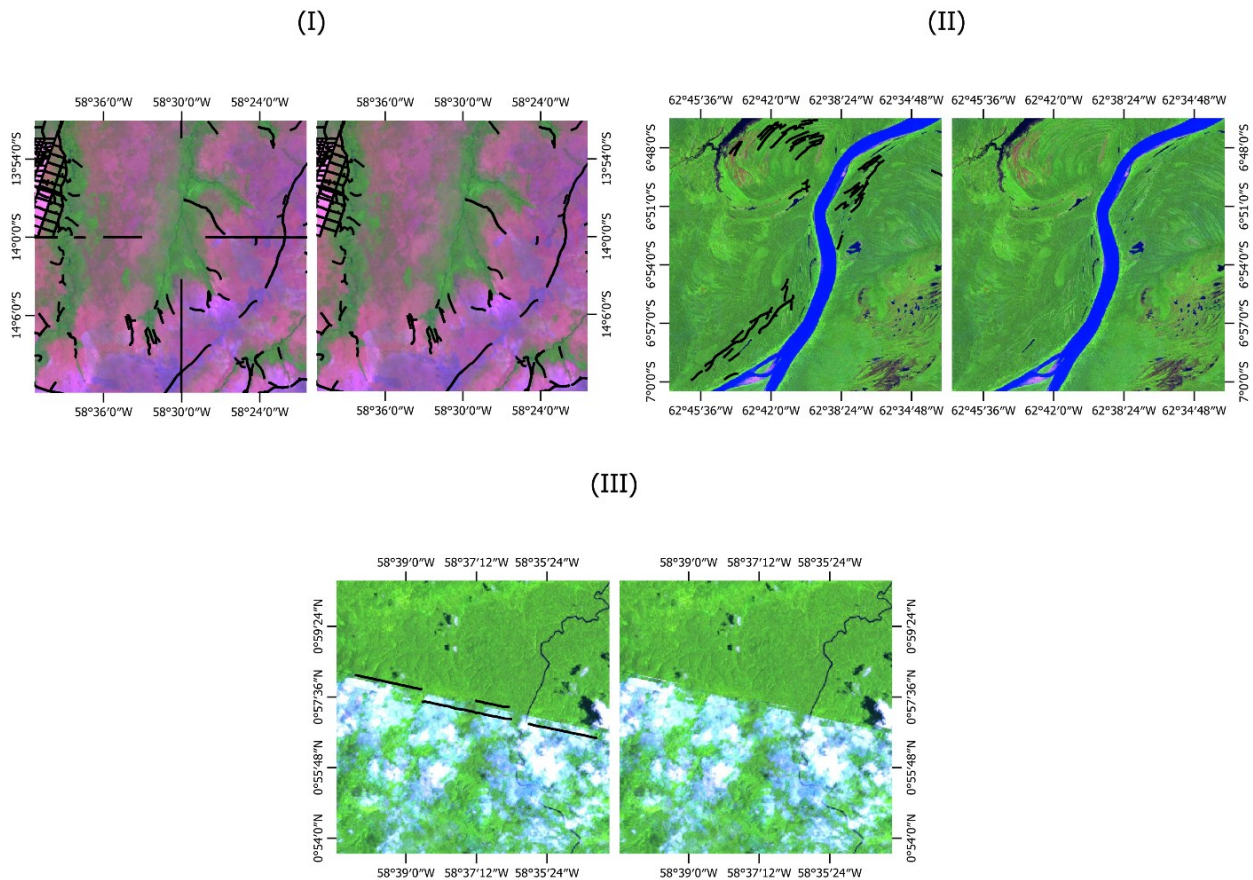 (I)
(II)
58°36′0″W 58°30′0″W 58°24′0″W
58°36′0″W 58°30′0″W 58°24′0″W
13°54′0″S 14°0′0″S 14°6′0″S
13°54′0″S 14°0′0″S 14°6′0″S
58°36′0″W 58°30′0″W 58°24′0″W
58°36′0″W 58°30′0″W 58°24′0″W
62°45′36″W 62°42′0″W 62°38′24″W 62°34′48″W
62°45′36″W 62°42′0″W 62°38′24″W 62°34′48″W
6°48′0″S 6°51′0″S 6°54′0″S 6°57′0″S 7°0′0″S
6°48′0″S 6°51′0″S 6°54′0″S 6°57′0″S 7°0′0″S
62°45′36″W 62°42′0″W 62°38′24″W 62°34′48″W
62°45′36″W 62°42′0″W 62°38′24″W 62°34′48″W
(III)
58°39′0″W 58°37′12″W 58°35′24″W
58°39′0″W 58°37′12″W 58°35′24″W
0°59′24″N 0°57′36″N 0°55′48″N 0°54′0″N
0°59′24″N 0°57′36″N 0°55′48″N 0°54′0″N
58°39′0″W 58°37′12″W 58°35′24″W
58°39′0″W 58°37′12″W 58°35′24″W